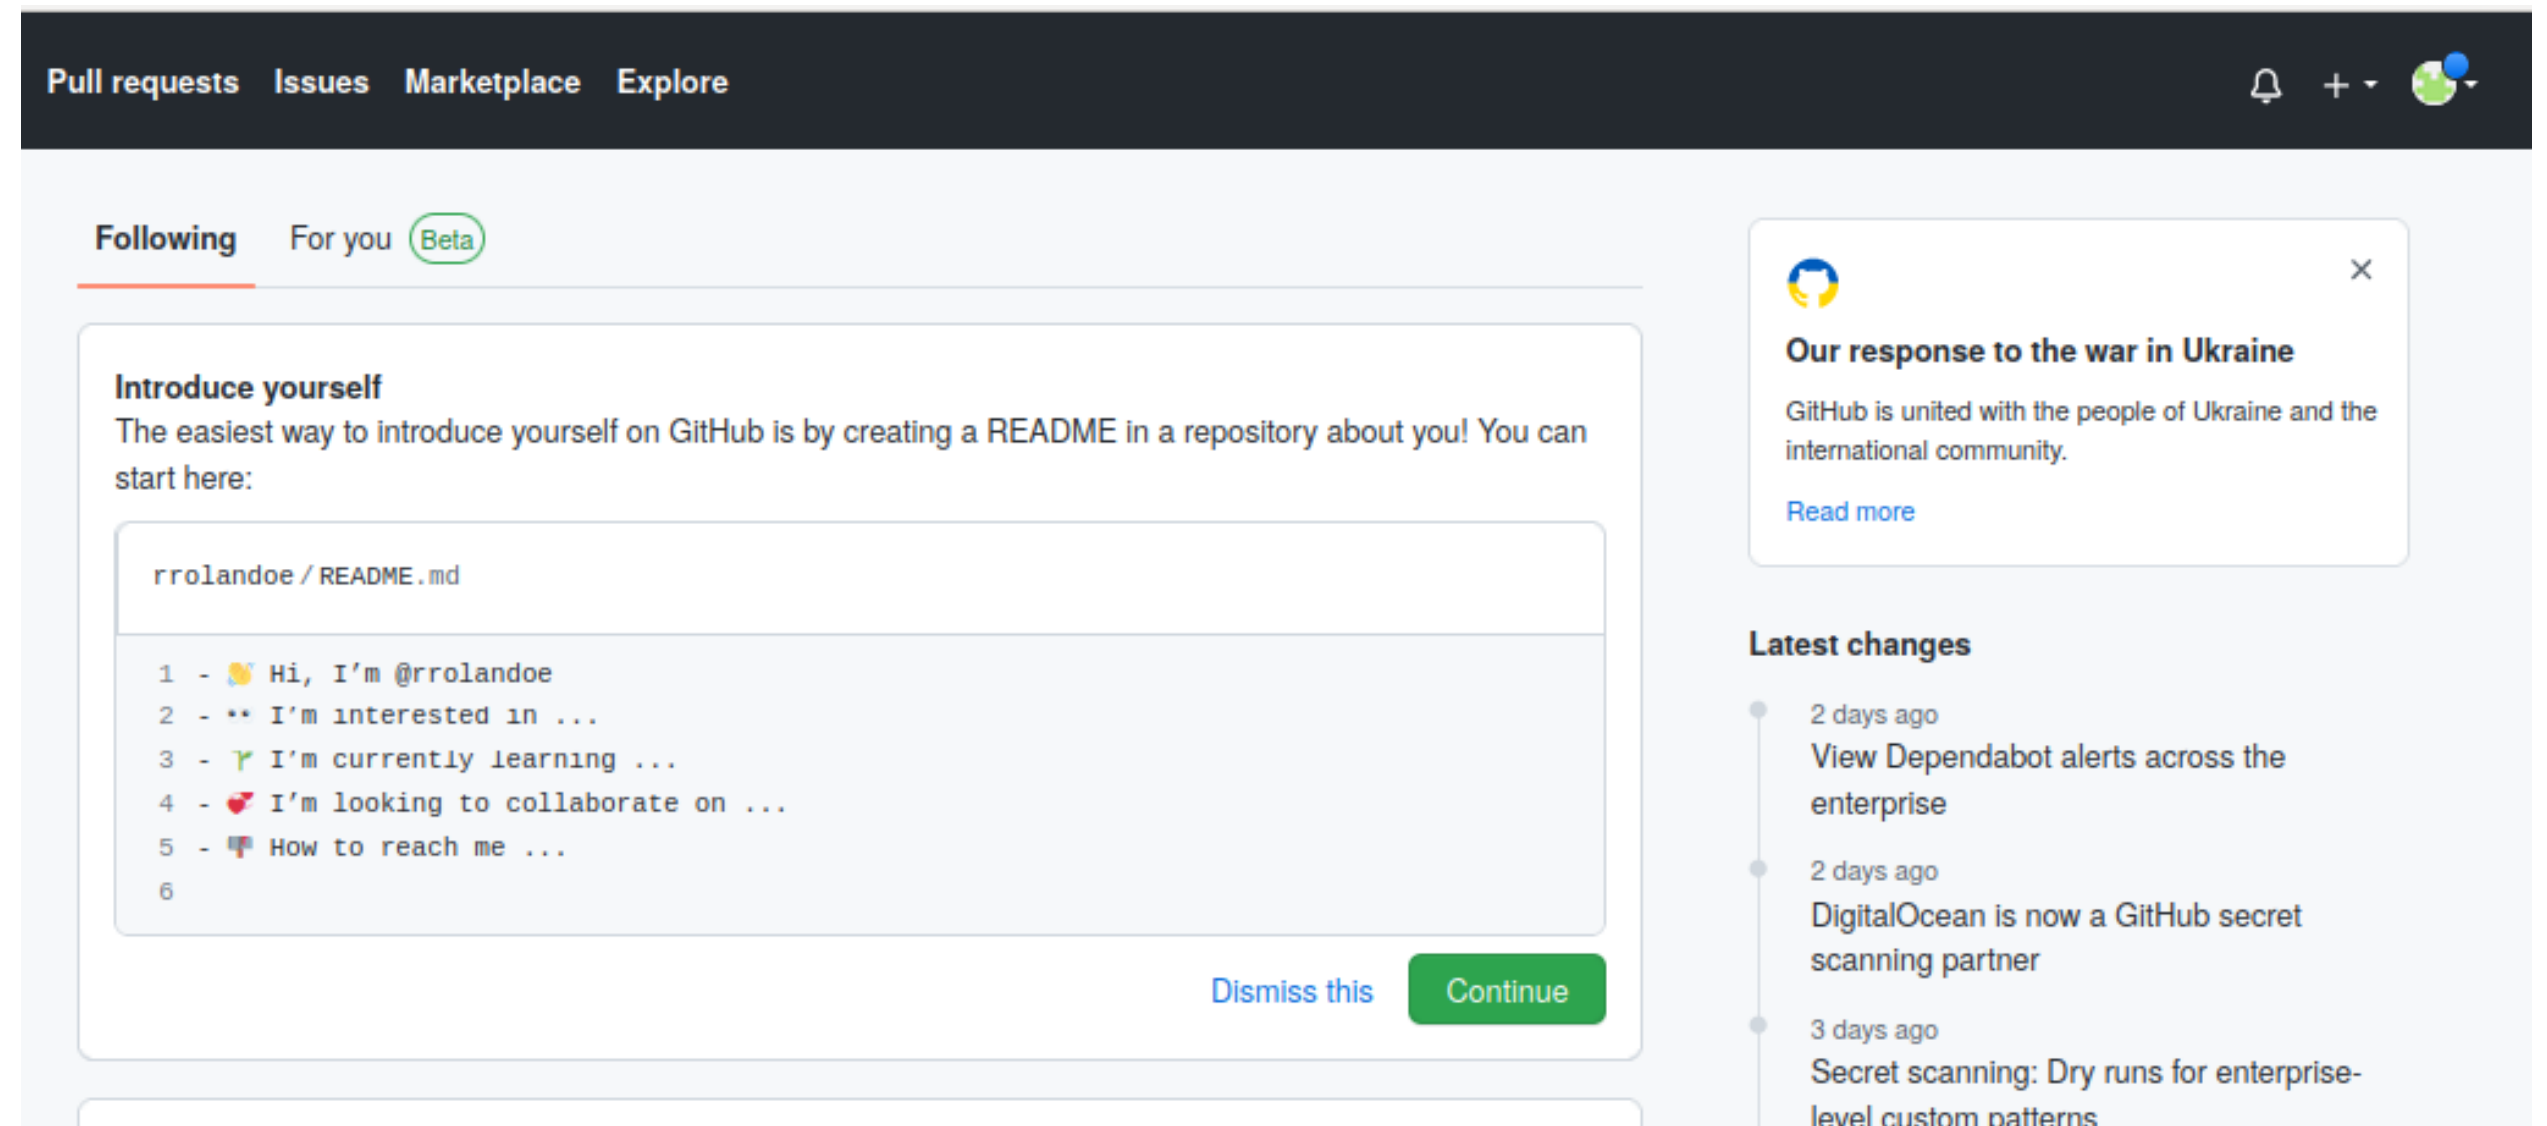 Pull requests Issues Marketplace Explore
Following For you Beta
Introduce yourself
The easiest way to introduce yourself on GitHub is by creating a README in a repository about you! You can
start here:
rrolandoe / README.md
1 - 👋 Hi, I’m @rrolandoe
2 - 👀 I’m interested in ...
3 - 🌱 I’m currently learning ...
4 - 💞️ I’m looking to collaborate on ...
5 - 📫 How to reach me ...
6
Dismiss this Continue
Our response to the war in Ukraine
GitHub is united with the people of Ukraine and the
international community.
Read more
Latest changes
2 days ago
View Dependabot alerts across the
enterprise
2 days ago
DigitalOcean is now a GitHub secret
scanning partner
3 days ago
Secret scanning: Dry runs for enterprise-
level custom patterns